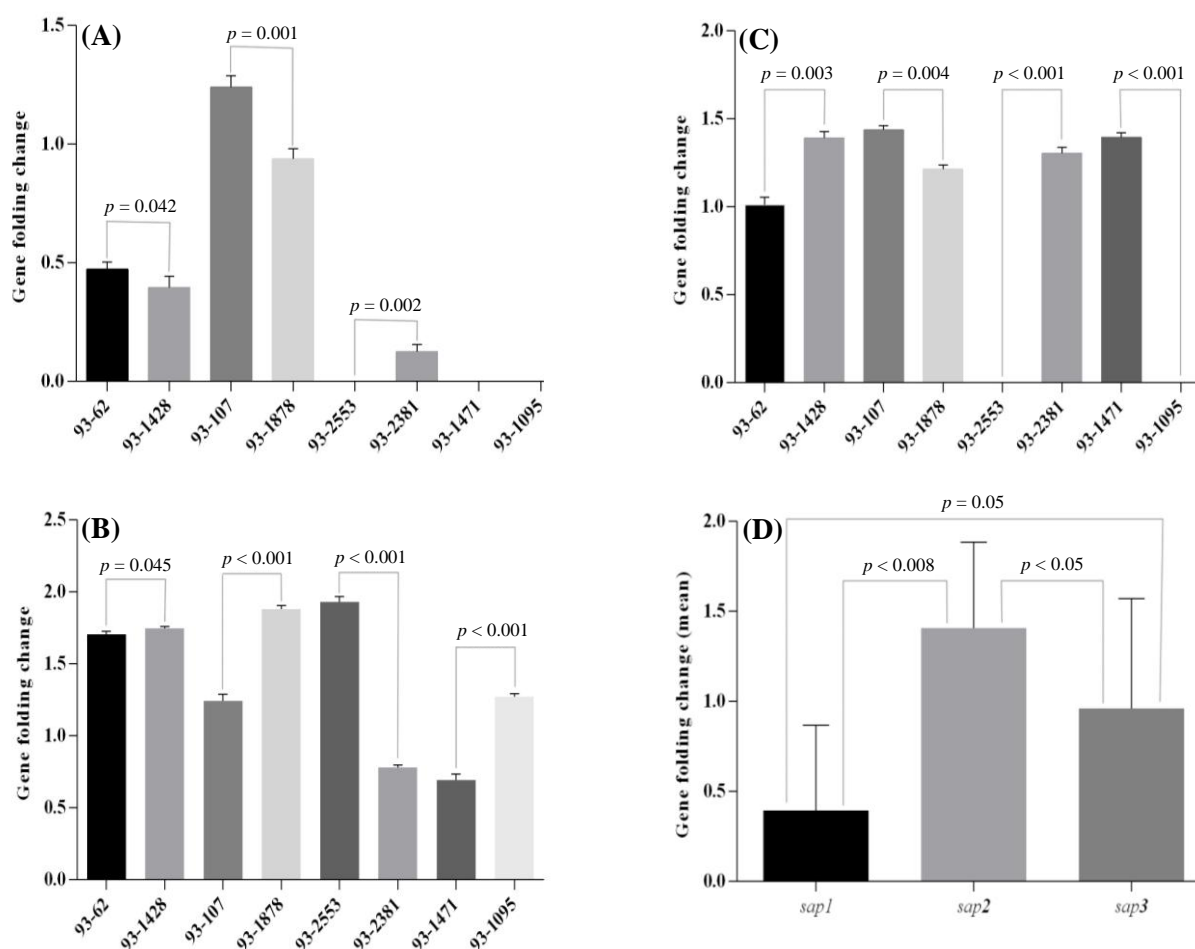 (A)
Gene folding change
1.5
1.0
0.5
0.0
p = 0.042
p = 0.001
p = 0.002
93-62
93-1428
93-107
93-1878
93-2553
93-2381
93-1471
93-1095
(C)
Gene folding change
2.0
1.5
1.0
0.5
0.0
p = 0.003
p = 0.004
p < 0.001
p < 0.001
93-62
93-1428
93-107
93-1878
93-2553
93-2381
93-1471
93-1095
(B)
Gene folding change
2.5
2.0
1.5
1.0
0.5
0.0
p = 0.045
p < 0.001
p < 0.001
p < 0.001
93-62
93-1428
93-107
93-1878
93-2553
93-2381
93-1471
93-1095
(D)
Gene folding change (mean)
2.0
1.5
1.0
0.5
0.0
p = 0.05
p < 0.008
p < 0.05
sap1
sap2
sap3